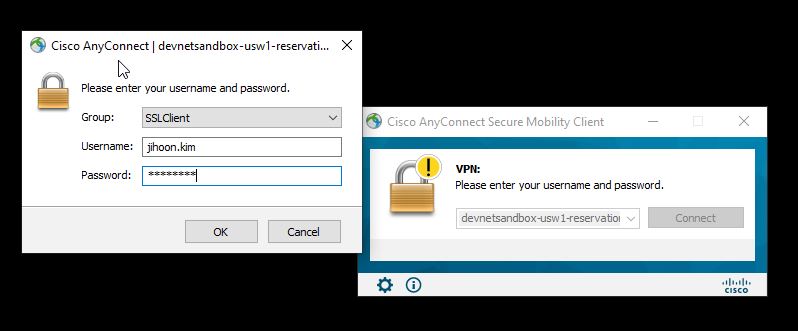 Cisco AnyConnect | devnetsandbox-usw1-reservati...
Please enter your username and password.
Group:
SSLClient
Username:
jihoon.kim
Password:
********
OK
Cancel
Cisco AnyConnect Secure Mobility Client
VPN:
Please enter your username and password.
devnetsandbox-usw1-reservation
Connect
CISCO